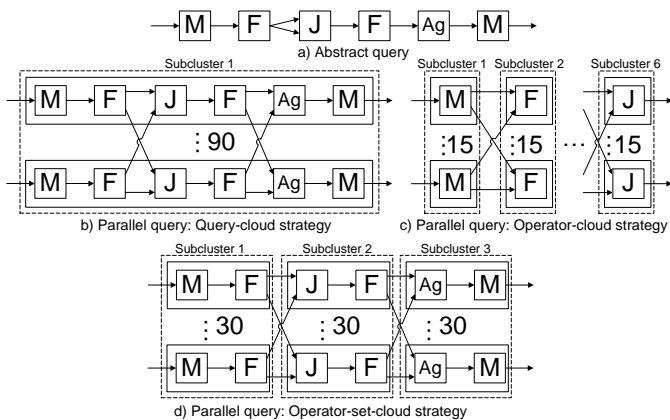 M F J F Ag M
a) Abstract query
Subcluster 1
M F J F Ag M
⋮90
M F J F Ag M
b) Parallel query: Query-cloud strategy
Subcluster 1 Subcluster 2 Subcluster 6
M F J
⋮15 ⋮15 ... ⋮15
M F J
c) Parallel query: Operator-cloud strategy
Subcluster 1 Subcluster 2 Subcluster 3
M F J F Ag M
⋮30 ⋮30 ⋮30
M F J F Ag M
d) Parallel query: Operator-set-cloud strategy